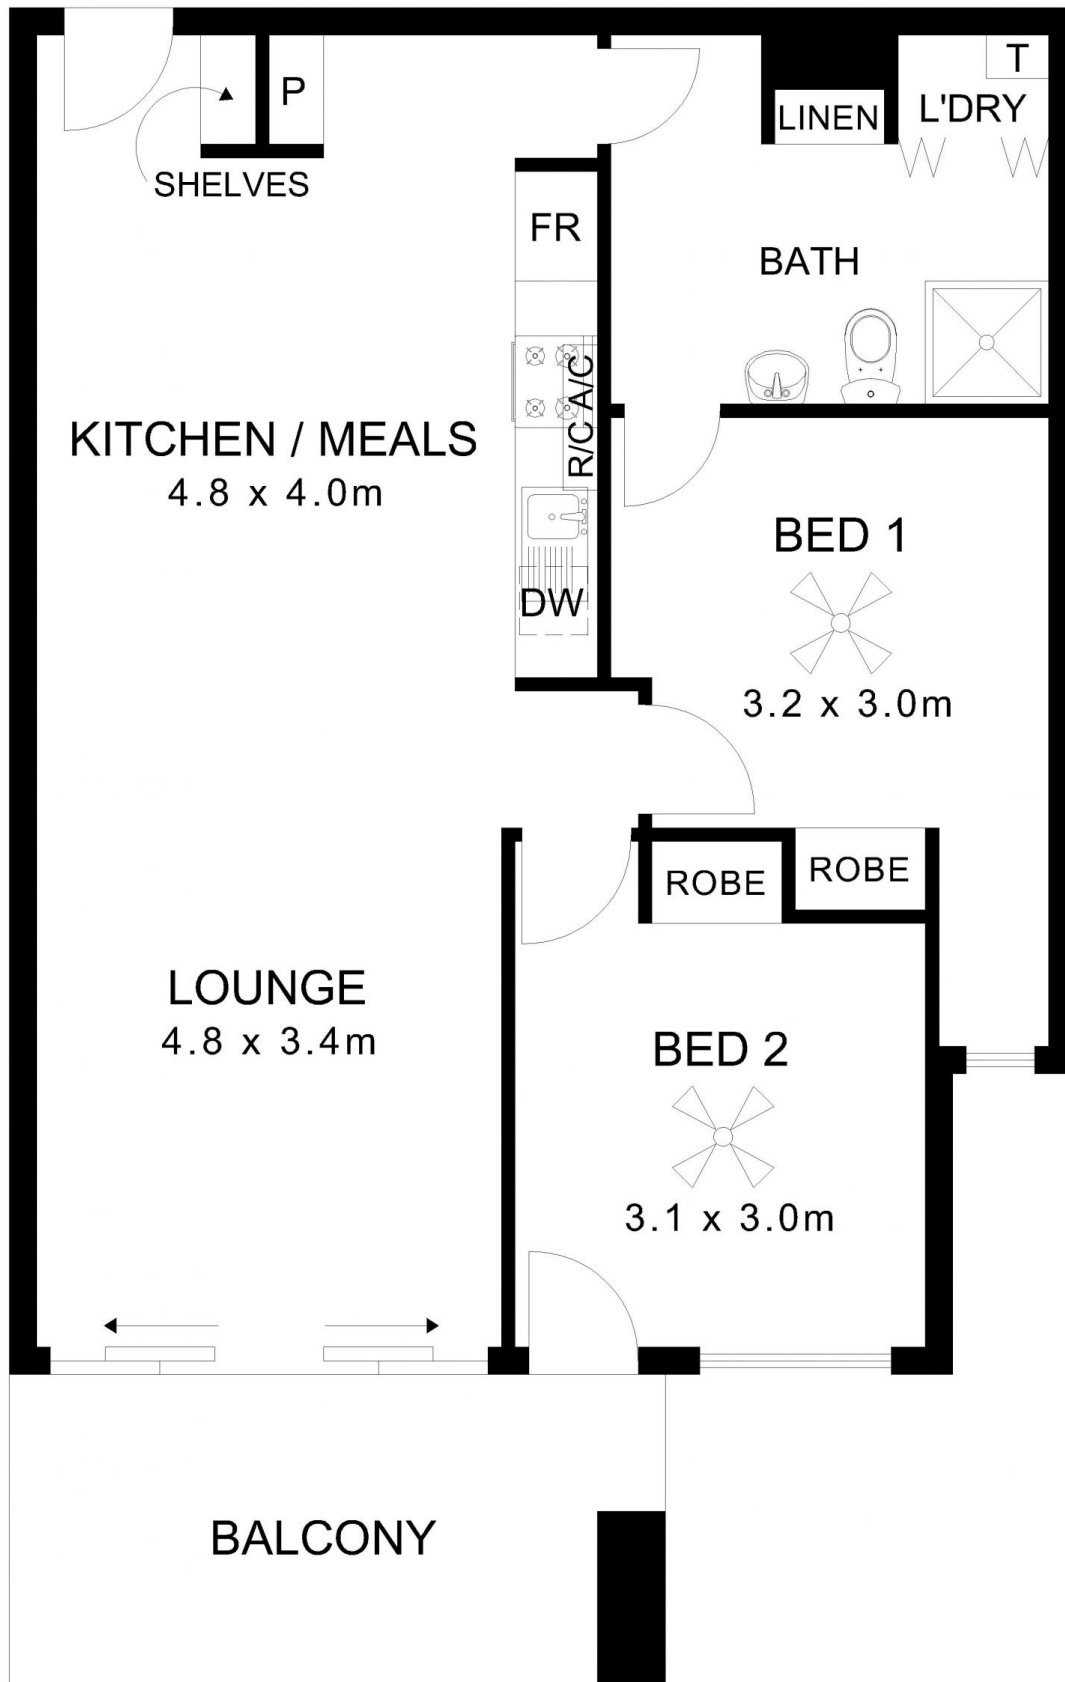 T
P
LINEN
L'DRY
SHELVES
FR
BATH
R/C A/C
KITCHEN / MEALS
4.8 x 4.0m
BED 1
DW
3.2 x 3.0m
ROBE
ROBE
LOUNGE
4.8 x 3.4m
BED 2
3.1 x 3.0m
BALCONY